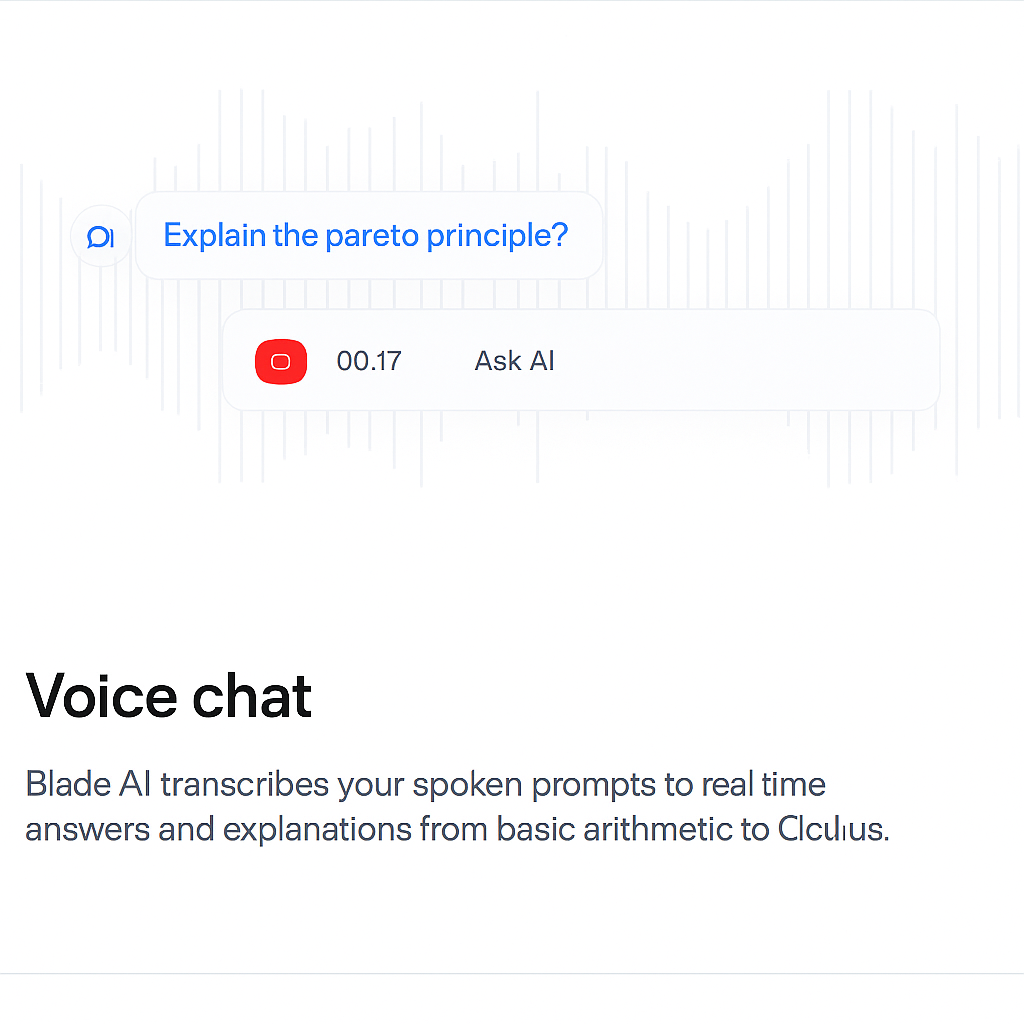 Explain the pareto principle?
00.17 Ask AI
Voice chat
Blade AI transcribes your spoken prompts to real time
answers and explanations from basic arithmetic to